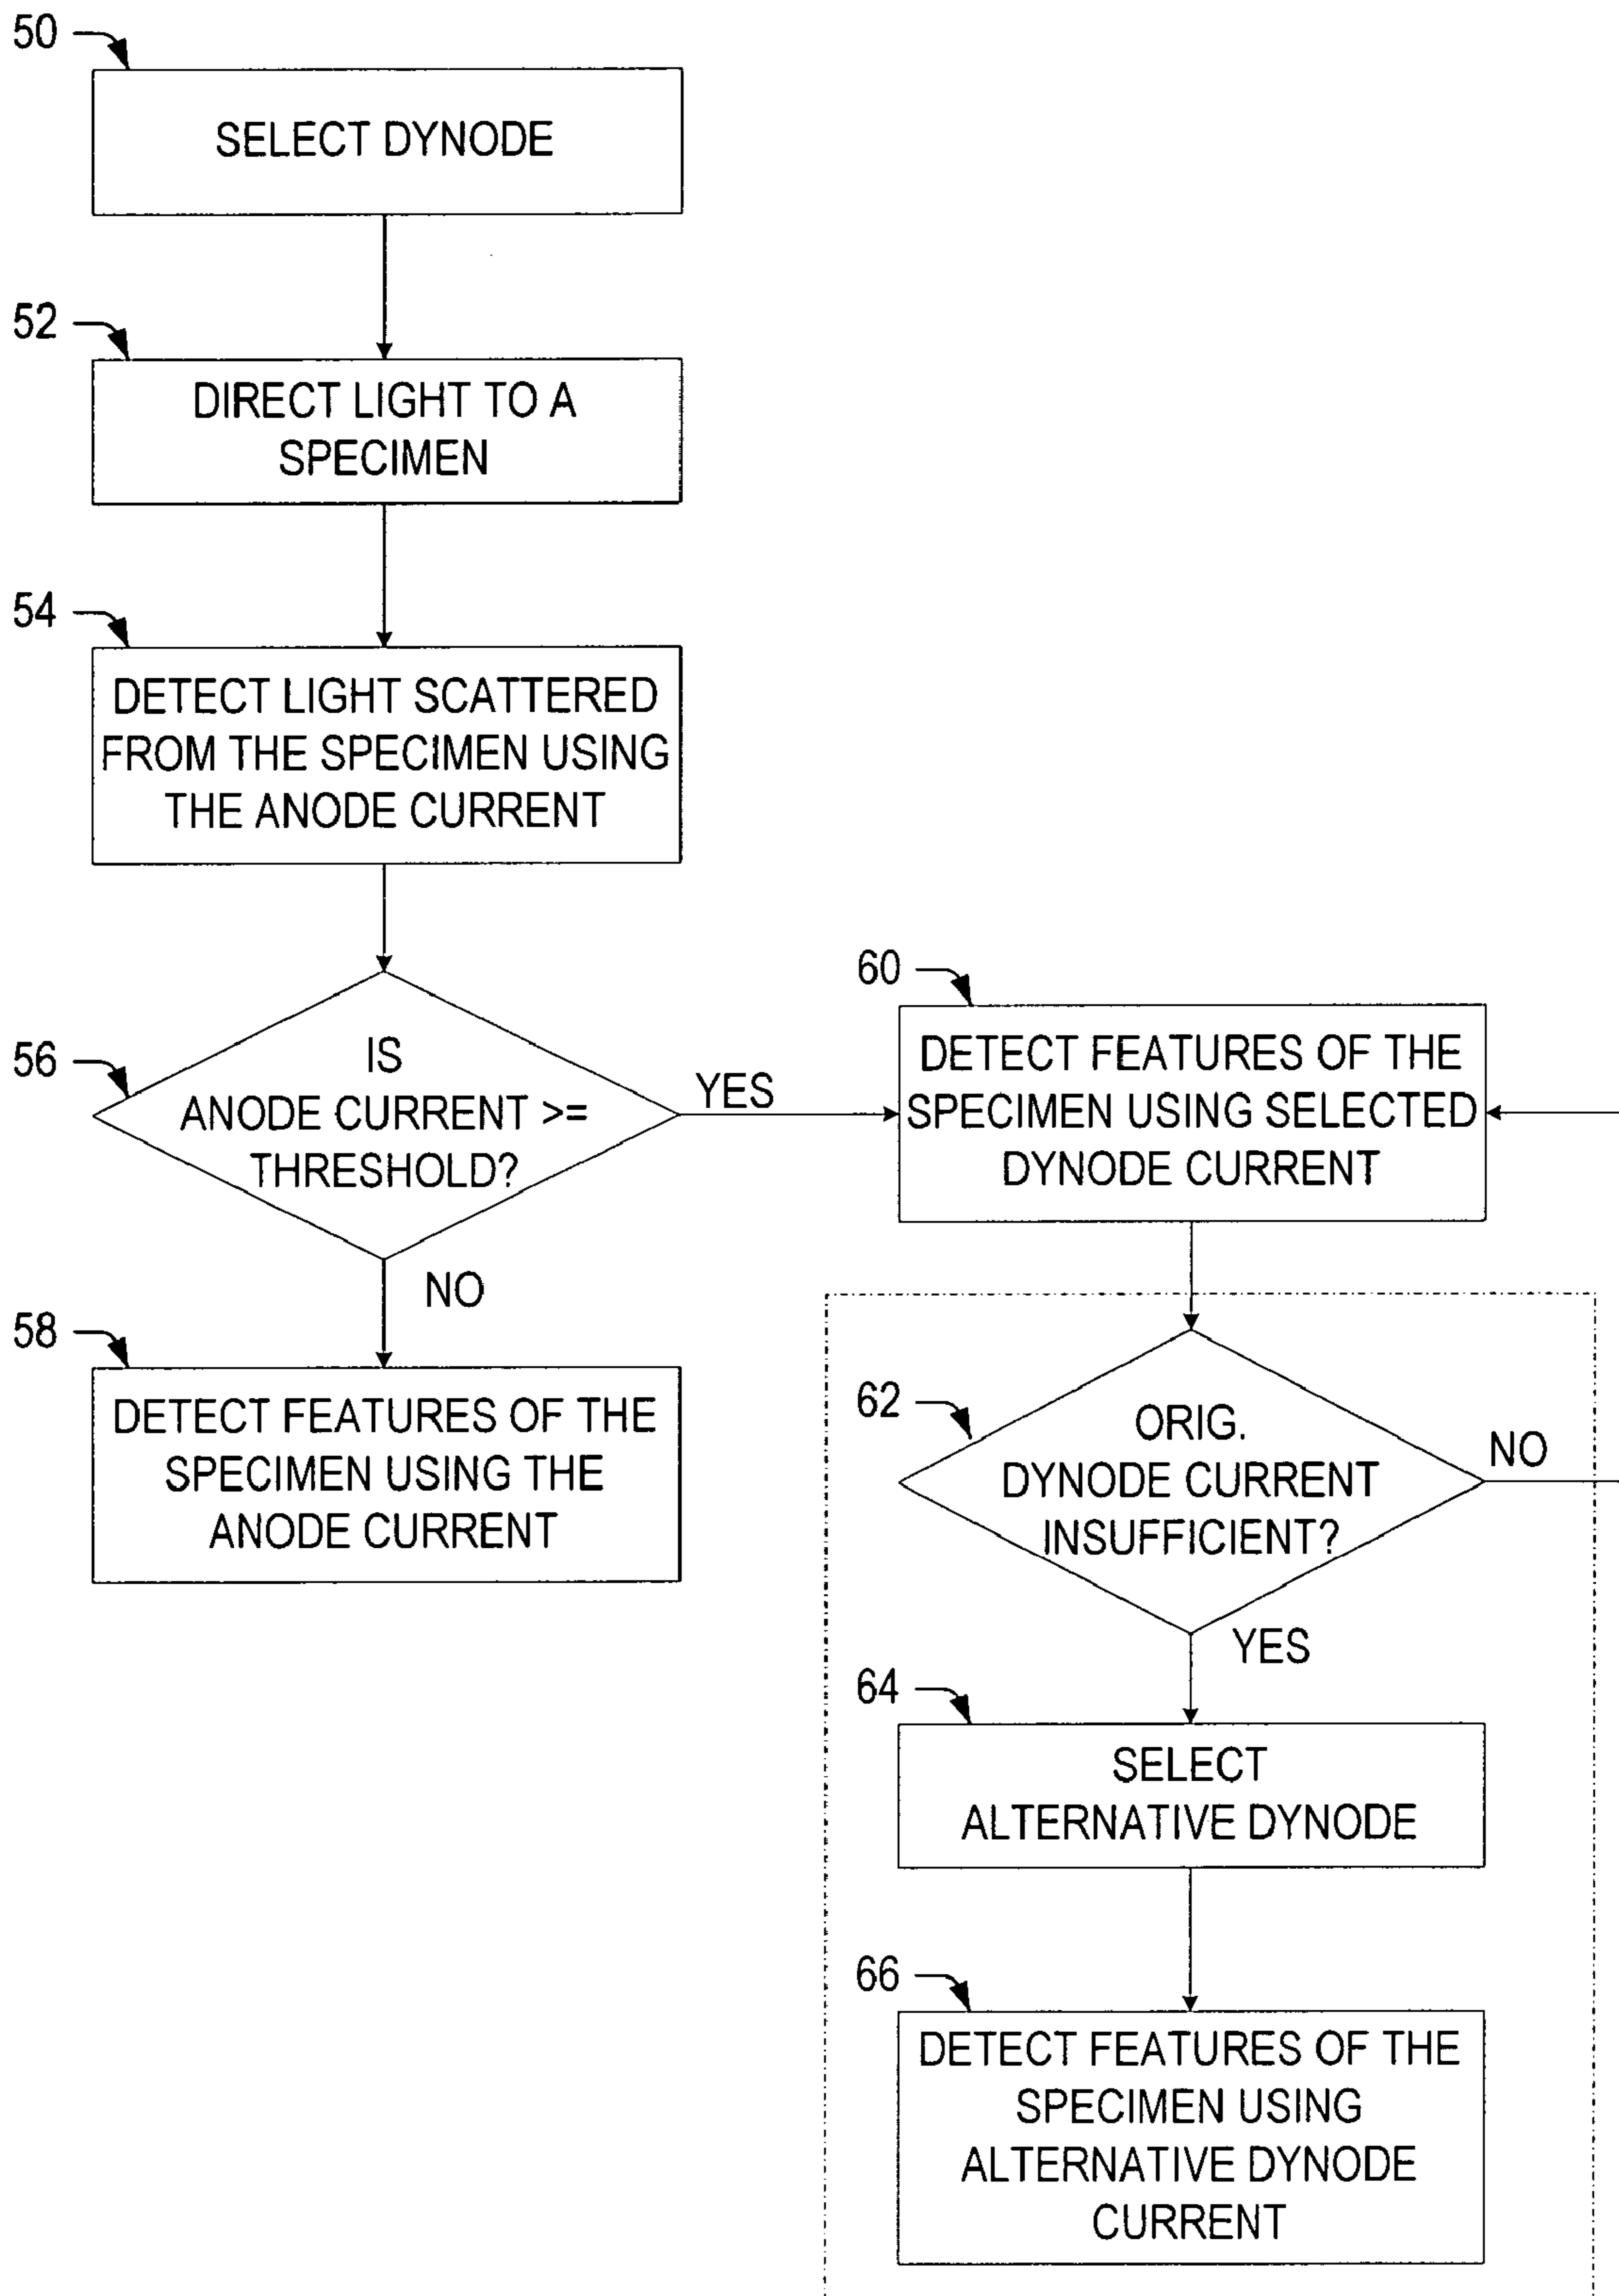 50
SELECT DYNODE
52
DIRECT LIGHT TO A
SPECIMEN
54
DETECT LIGHT SCATTERED
FROM THE SPECIMEN USING
THE ANODE CURRENT
56
IS
ANODE CURRENT >=
THRESHOLD?
YES
NO
58
DETECT FEATURES OF THE
SPECIMEN USING THE
ANODE CURRENT
60
DETECT FEATURES OF THE
SPECIMEN USING SELECTED
DYNODE CURRENT
62
ORIG.
DYNODE CURRENT
INSUFFICIENT?
NO
YES
64
SELECT
ALTERNATIVE DYNODE
66
DETECT FEATURES OF THE
SPECIMEN USING
ALTERNATIVE DYNODE
CURRENT